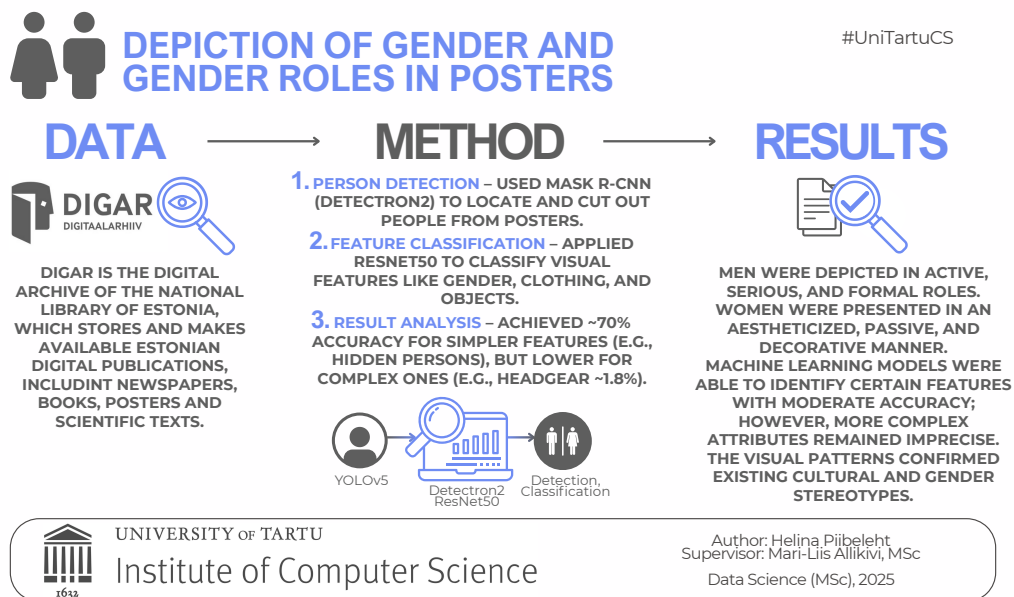 DEPICTION OF GENDER AND
GENDER ROLES IN POSTERS
#UniTartuCS
DATA
METHOD
RESULTS
DIGAR
DIGITAALARHIIV
DIGAR IS THE DIGITAL
ARCHIVE OF THE NATIONAL
LIBRARY OF ESTONIA,
WHICH STORES AND MAKES
AVAILABLE ESTONIAN
DIGITAL PUBLICATIONS,
INCLUDINT NEWSPAPERS,
BOOKS, POSTERS AND
SCIENTIFIC TEXTS.
1. PERSON DETECTION – USED MASK R-CNN
(DETECTRON2) TO LOCATE AND CUT OUT
PEOPLE FROM POSTERS.
2. FEATURE CLASSIFICATION – APPLIED
RESNET50 TO CLASSIFY VISUAL
FEATURES LIKE GENDER, CLOTHING, AND
OBJECTS.
3. RESULT ANALYSIS – ACHIEVED ~70%
ACCURACY FOR SIMPLER FEATURES (E.G.,
HIDDEN PERSONS), BUT LOWER FOR
COMPLEX ONES (E.G., HEADGEAR ~1.8%).
YOLOv5
Detectron2
ResNet50
Detection,
Classification
MEN WERE DEPICTED IN ACTIVE,
SERIOUS, AND FORMAL ROLES.
WOMEN WERE PRESENTED IN AN
AESTHETICIZED, PASSIVE, AND
DECORATIVE MANNER.
MACHINE LEARNING MODELS WERE
ABLE TO IDENTIFY CERTAIN FEATURES
WITH MODERATE ACCURACY;
HOWEVER, MORE COMPLEX
ATTRIBUTES REMAINED IMPRECISE.
THE VISUAL PATTERNS CONFIRMED
EXISTING CULTURAL AND GENDER
STEREOTYPES.
1632
UNIVERSITY OF TARTU
Institute of Computer Science
Author: Helina Piibeleht
Supervisor: Mari-Liis Allikivi, MSc
Data Science (MSc), 2025